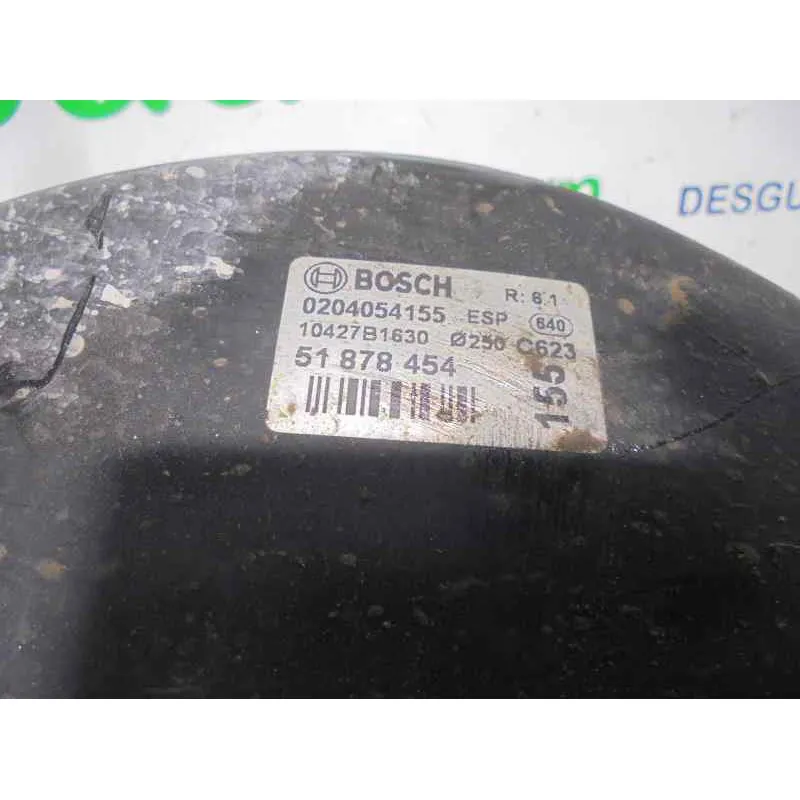 DESGU
BOSCH R: 6.1
0204054155 ESP 640
10427B1630 Ø250 C623
51 878 454
155